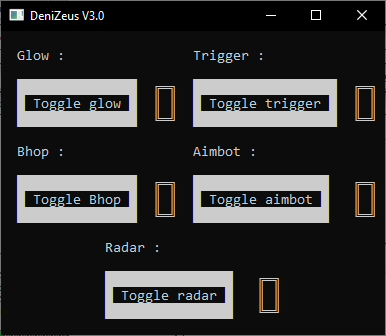 DeniZeus V3.0
Glow : Trigger :
Toggle glow Toggle trigger
Bhop : Aimbot :
Toggle Bhop Toggle aimbot
Radar :
Toggle radar